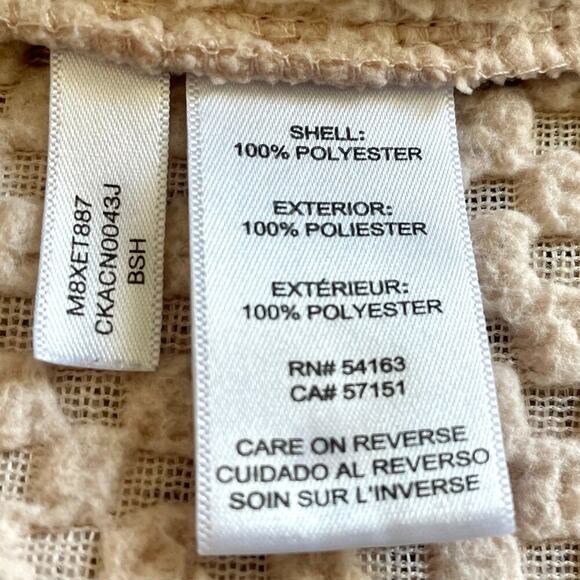 M8XET887
CKACN0043J
BSH
SHELL:
100% POLYESTER
EXTERIOR:
100% POLIESTER
EXTÉRIEUR:
100% POLYESTER
RN# 54163
CA# 57151
CARE ON REVERSE
CUIDADO AL REVERSO
SOIN SUR L'INVERSE